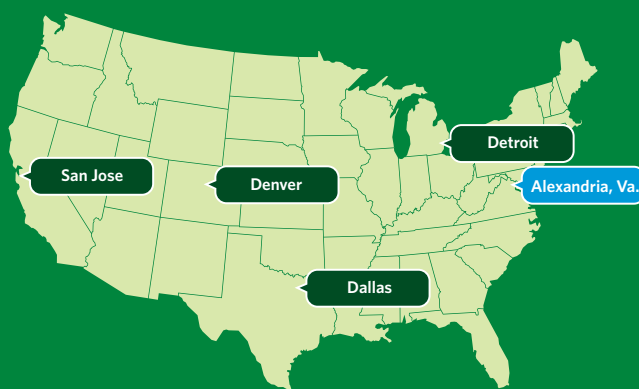 Detroit
San Jose
Denver
Alexandria, Va.
Dallas